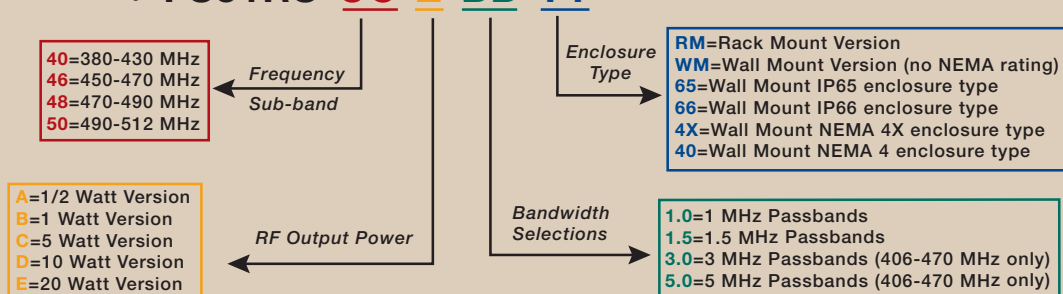 40=380-430 MHz
46=450-470 MHz
48=470-490 MHz
50=490-512 MHz
Frequency
Sub-band
Enclosure
Type
RM=Rack Mount Version
WM=Wall Mount Version (no NEMA rating)
65=Wall Mount IP65 enclosure type
66=Wall Mount IP66 enclosure type
4X=Wall Mount NEMA 4X enclosure type
40=Wall Mount NEMA 4 enclosure type
A=1/2 Watt Version
B=1 Watt Version
C=5 Watt Version
D=10 Watt Version
E=20 Watt Version
RF Output Power
Bandwidth
Selections
1.0=1 MHz Passbands
1.5=1.5 MHz Passbands
3.0=3 MHz Passbands (406-470 MHz only)
5.0=5 MHz Passbands (406-470 MHz only)